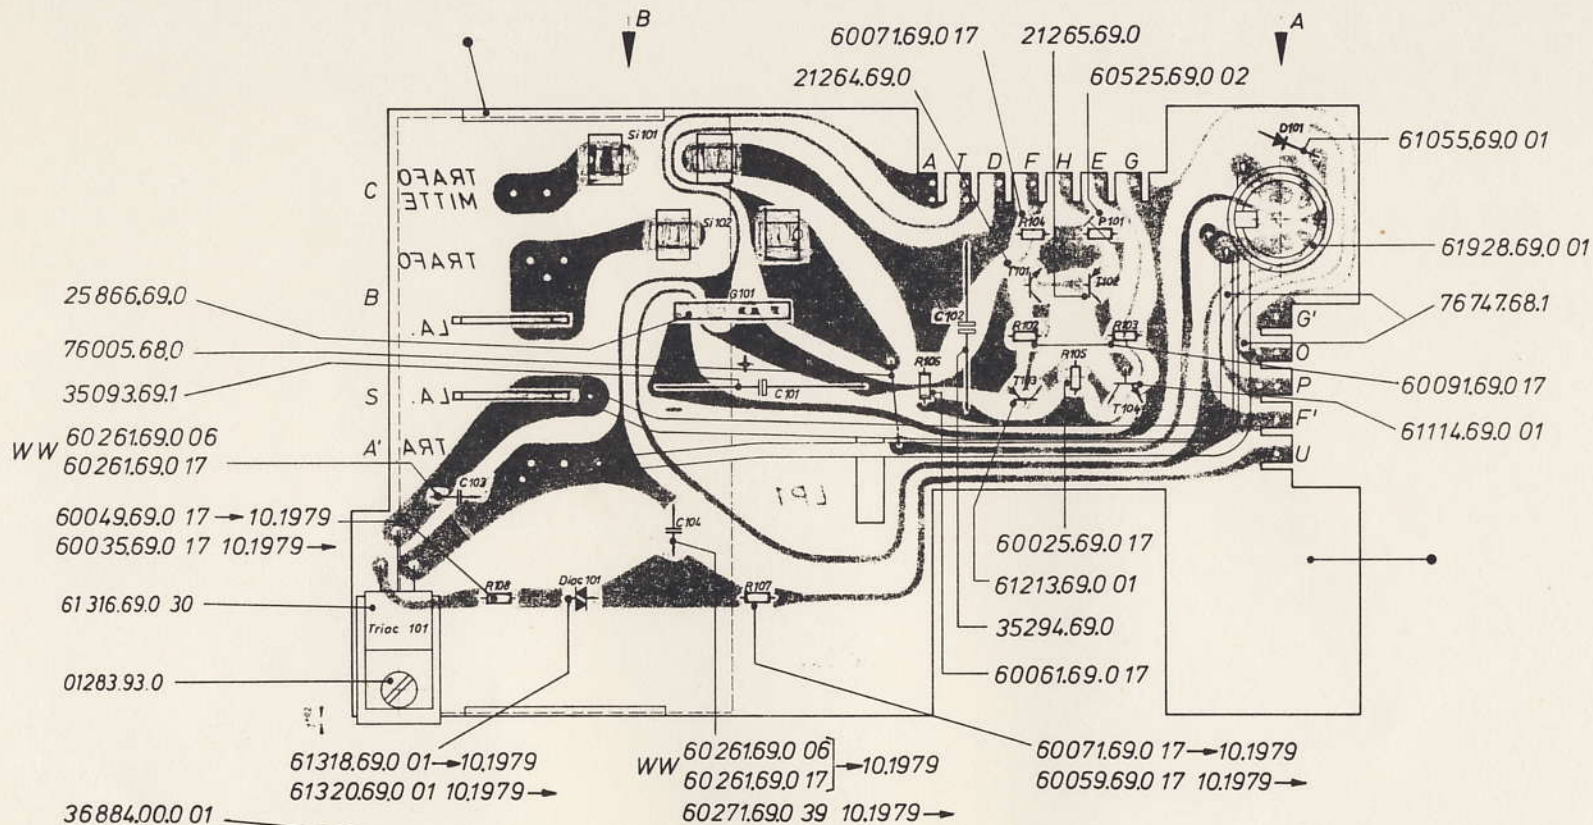 B
A
60071.69.0 17
21265.69.0
21264.69.0
60525.69.0 02
61055.69.0 01
D101
Si101
A T D F H E G
C
TRAFO
MITTE
R104
P101
Si102
61928.69.0 01
TRAFO
T101
T102
25866.69.0
B
G101
76747.68.1
LA.
C102
G'
R102
R103
O
76005.68.0
+
R106
R105
P
35093.69.1
S
LA.
C101
T103
T104
60091.69.0 17
-
F'
WW 60261.69.0 06
60261.69.0 17
A'
TRA
61114.69.0 01
U
C103
LP1
60049.69.0 17 → 10.1979
60035.69.0 17 10.1979 →
C104
60025.69.0 17
61213.69.0 01
R108
Diac 101
R107
61316.69.0 30
Triac 101
35294.69.0
60061.69.0 17
01283.93.0
61318.69.0 01 → 10.1979
61320.69.0 01 10.1979 →
WW 60261.69.0 06
60261.69.0 17 → 10.1979
60271.69.0 39 10.1979 →
60071.69.0 17 → 10.1979
60059.69.0 17 10.1979 →
36884.00.0 01